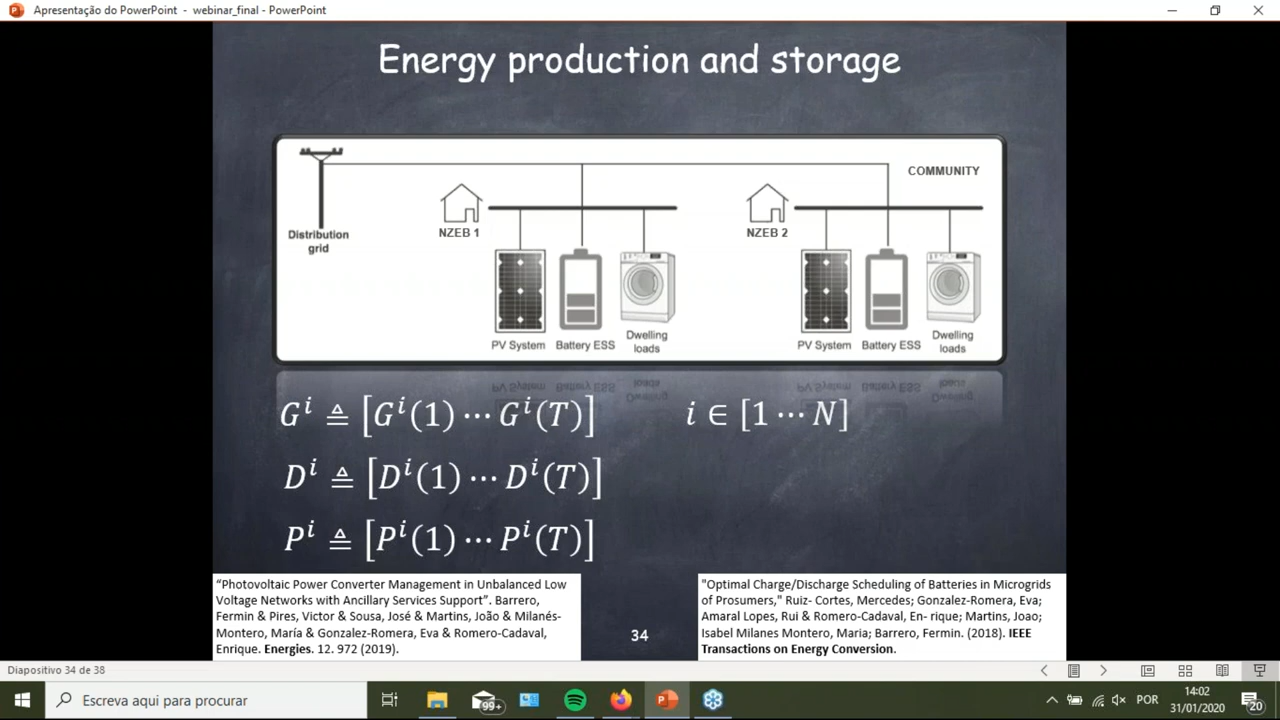 Apresentação do PowerPoint - webinar_final - PowerPoint
Energy production and storage
COMMUNITY
Distribution
grid
NZEB 1
NZEB 2
PV System
Battery ESS
Dwelling
loads
PV System
Battery ESS
Dwelling
loads
Gⁱ ≜ [Gⁱ(1) ⋯ Gⁱ(T)]
i ∈ [1 ⋯ N]
Dⁱ ≜ [Dⁱ(1) ⋯ Dⁱ(T)]
Pⁱ ≜ [Pⁱ(1) ⋯ Pⁱ(T)]
“Photovoltaic Power Converter Management in Unbalanced Low
Voltage Networks with Ancillary Services Support”. Barrero,
Fermin & Pires, Victor & Sousa, José & Martins, João & Milanés-
Montero, María & Gonzalez-Romera, Eva & Romero-Cadaval,
Enrique. Energies. 12. 972 (2019).
34
"Optimal Charge/Discharge Scheduling of Batteries in Microgrids
of Prosumers," Ruiz- Cortes, Mercedes; Gonzalez-Romera, Eva;
Amaral Lopes, Rui & Romero-Cadaval, En- rique; Martins, Joao;
Isabel Milanes Montero, Maria; Barrero, Fermin. (2018). IEEE
Transactions on Energy Conversion.
Diapositivo 34 de 38
Escreve aqui para procurar
99+
POR
14:02
31/01/2020
20